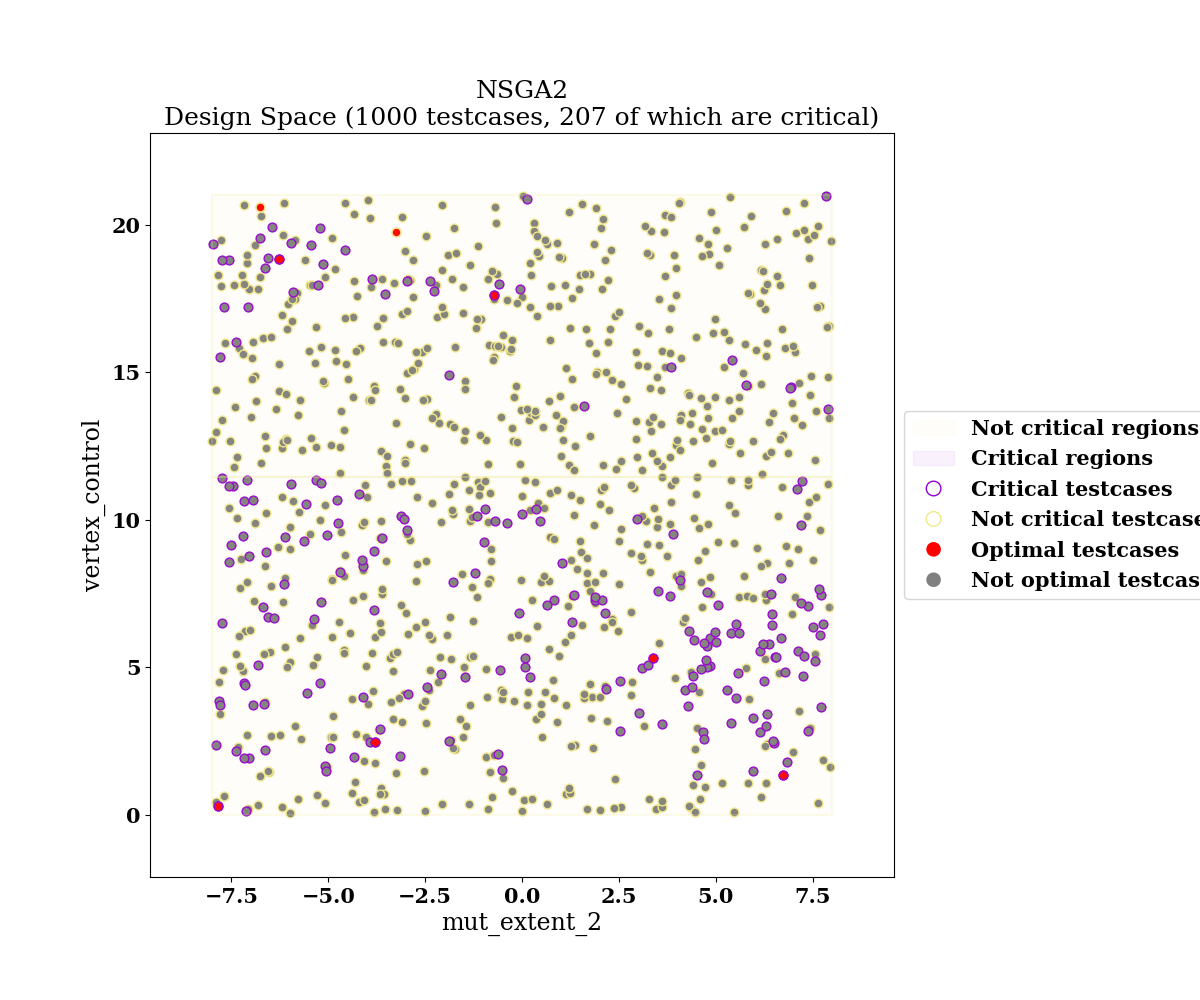 NSGA2
Design Space (1000 testcases, 207 of which are critical)
20
15
10
5
0
vertex_control
−7.5 −5.0 −2.5 0.0 2.5 5.0 7.5
mut_extent_2
Not critical regions
Critical regions
Critical testcases
Not critical testcase
Optimal testcases
Not optimal testcas